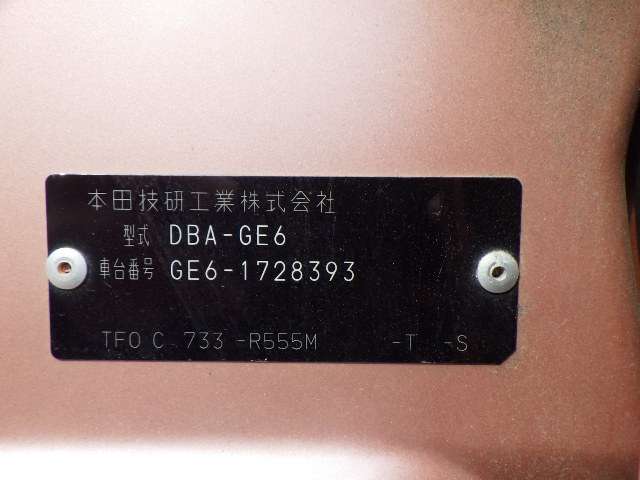 本田技研工業株式会社
型式 DBA-GE6
車台番号 GE6-1728393
TFO C 733 -R555M -T -S